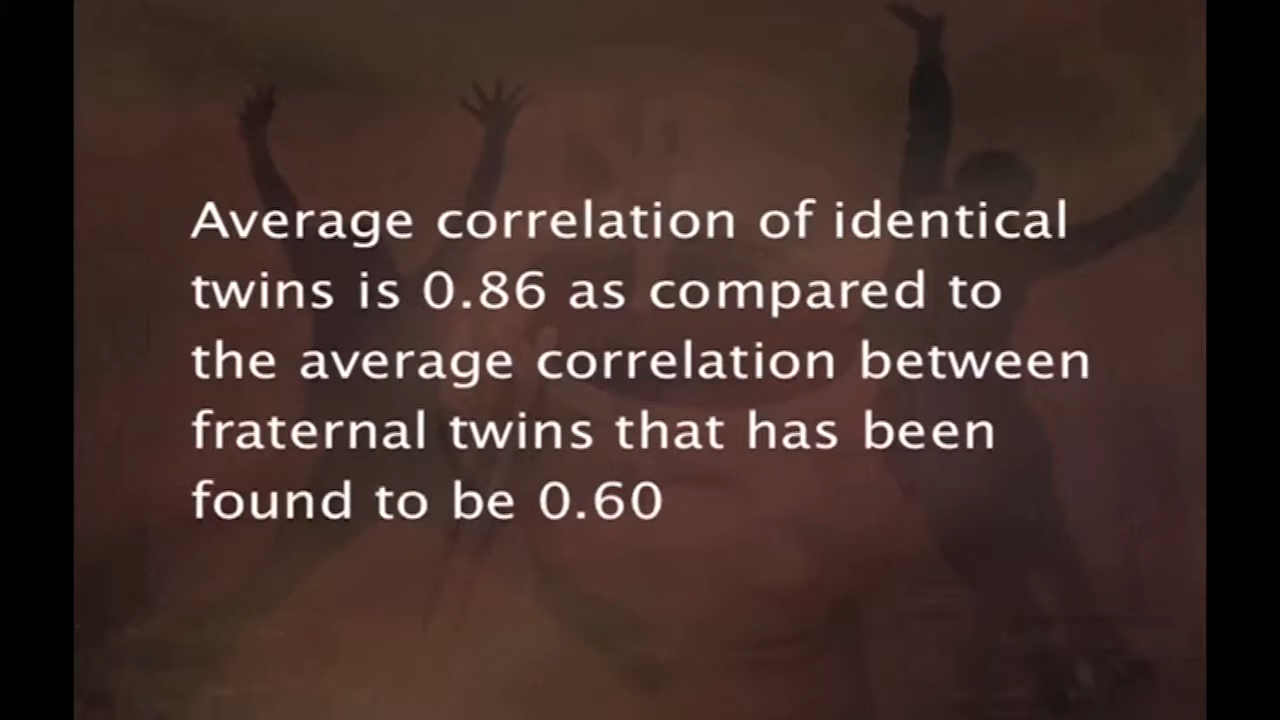 Average correlation of identical
twins is 0.86 as compared to
the average correlation between
fraternal twins that has been
found to be 0.60